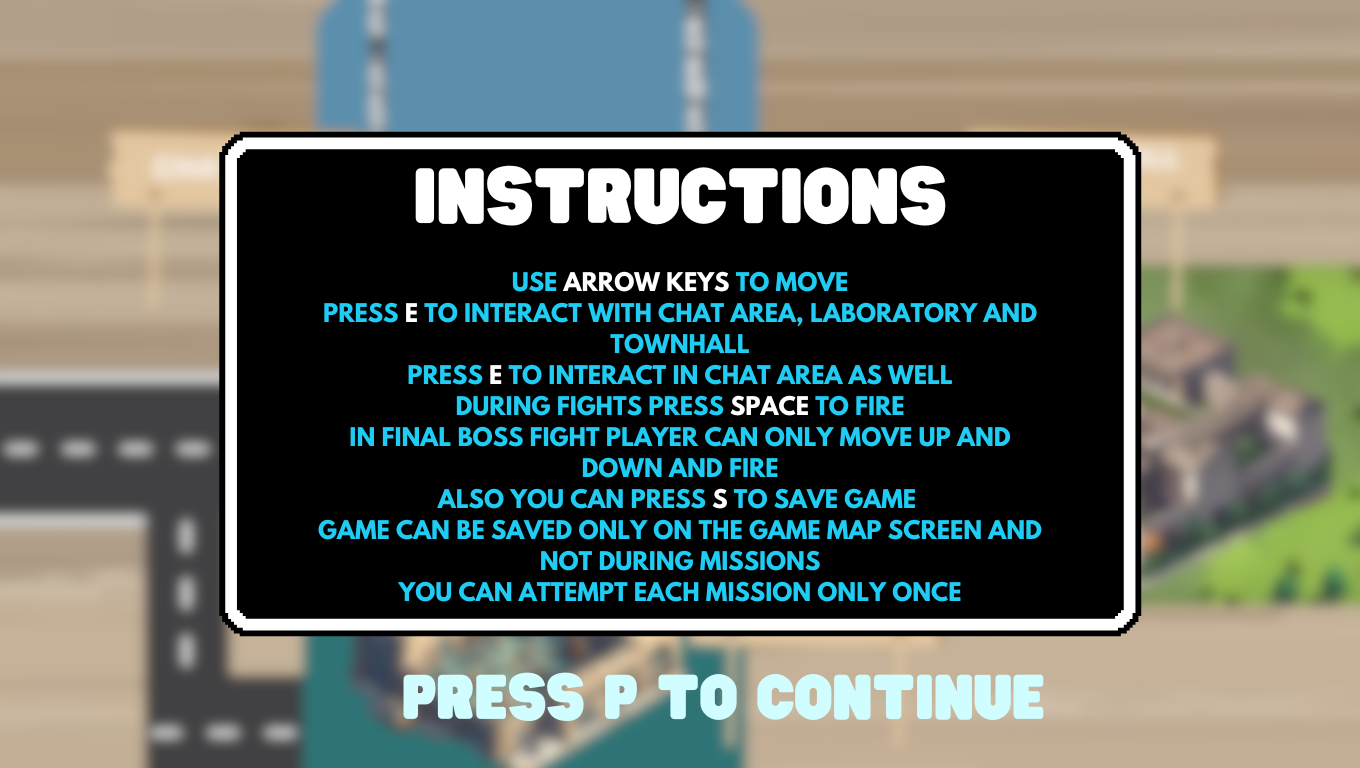 INSTRUCTIONS
USE ARROW KEYS TO MOVE
PRESS E TO INTERACT WITH CHAT AREA, LABORATORY AND
TOWNHALL
PRESS E TO INTERACT IN CHAT AREA AS WELL
DURING FIGHTS PRESS SPACE TO FIRE
IN FINAL BOSS FIGHT PLAYER CAN ONLY MOVE UP AND
DOWN AND FIRE
ALSO YOU CAN PRESS S TO SAVE GAME
GAME CAN BE SAVED ONLY ON THE GAME MAP SCREEN AND
NOT DURING MISSIONS
YOU CAN ATTEMPT EACH MISSION ONLY ONCE
PRESS P TO CONTINUE